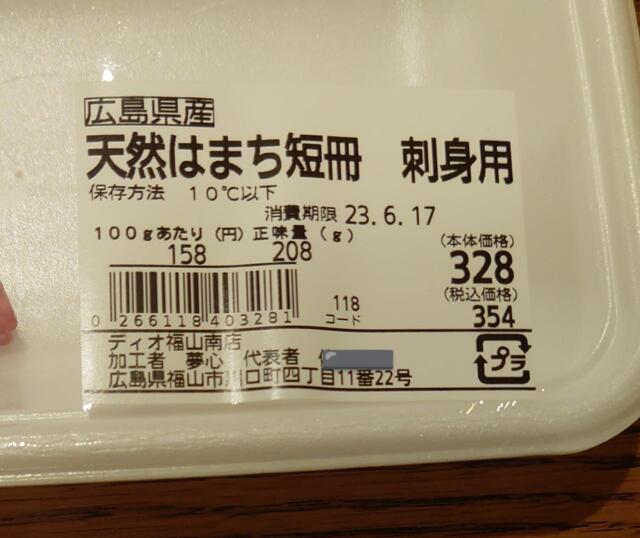 広島県産
天然はまち短冊 刺身用
保存方法 10℃以下
消費期限 23.6.17
100gあたり(円)正味量(g)
158 208
(本体価格)
328
(税込価格)
354
0 266118 403281
118
コード
ディオ福山南店
加工者 夢心 代表者
広島県福山市川口町四丁目11番22号
プラ